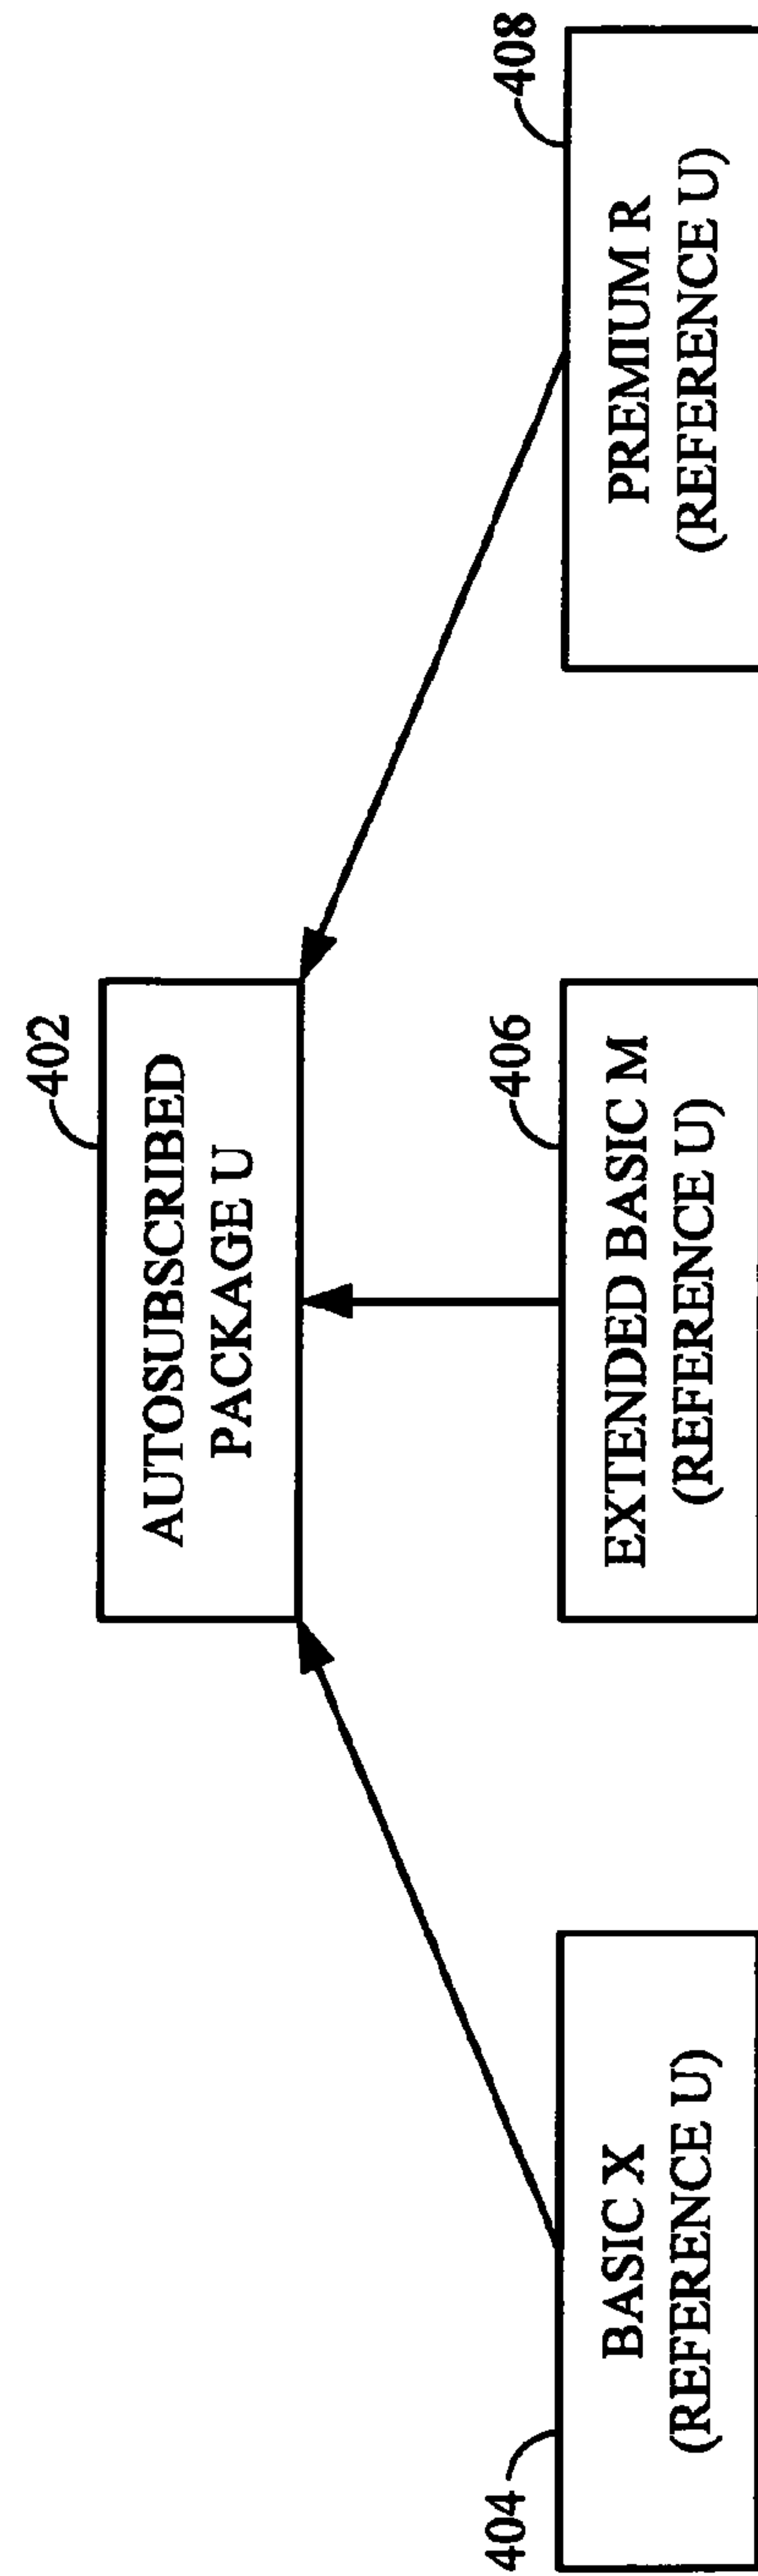 402
AUTOSUBSCRIBED
PACKAGE U
404
BASIC X
(REFERENCE U)
406
EXTENDED BASIC M
(REFERENCE U)
408
PREMIUM R
(REFERENCE U)